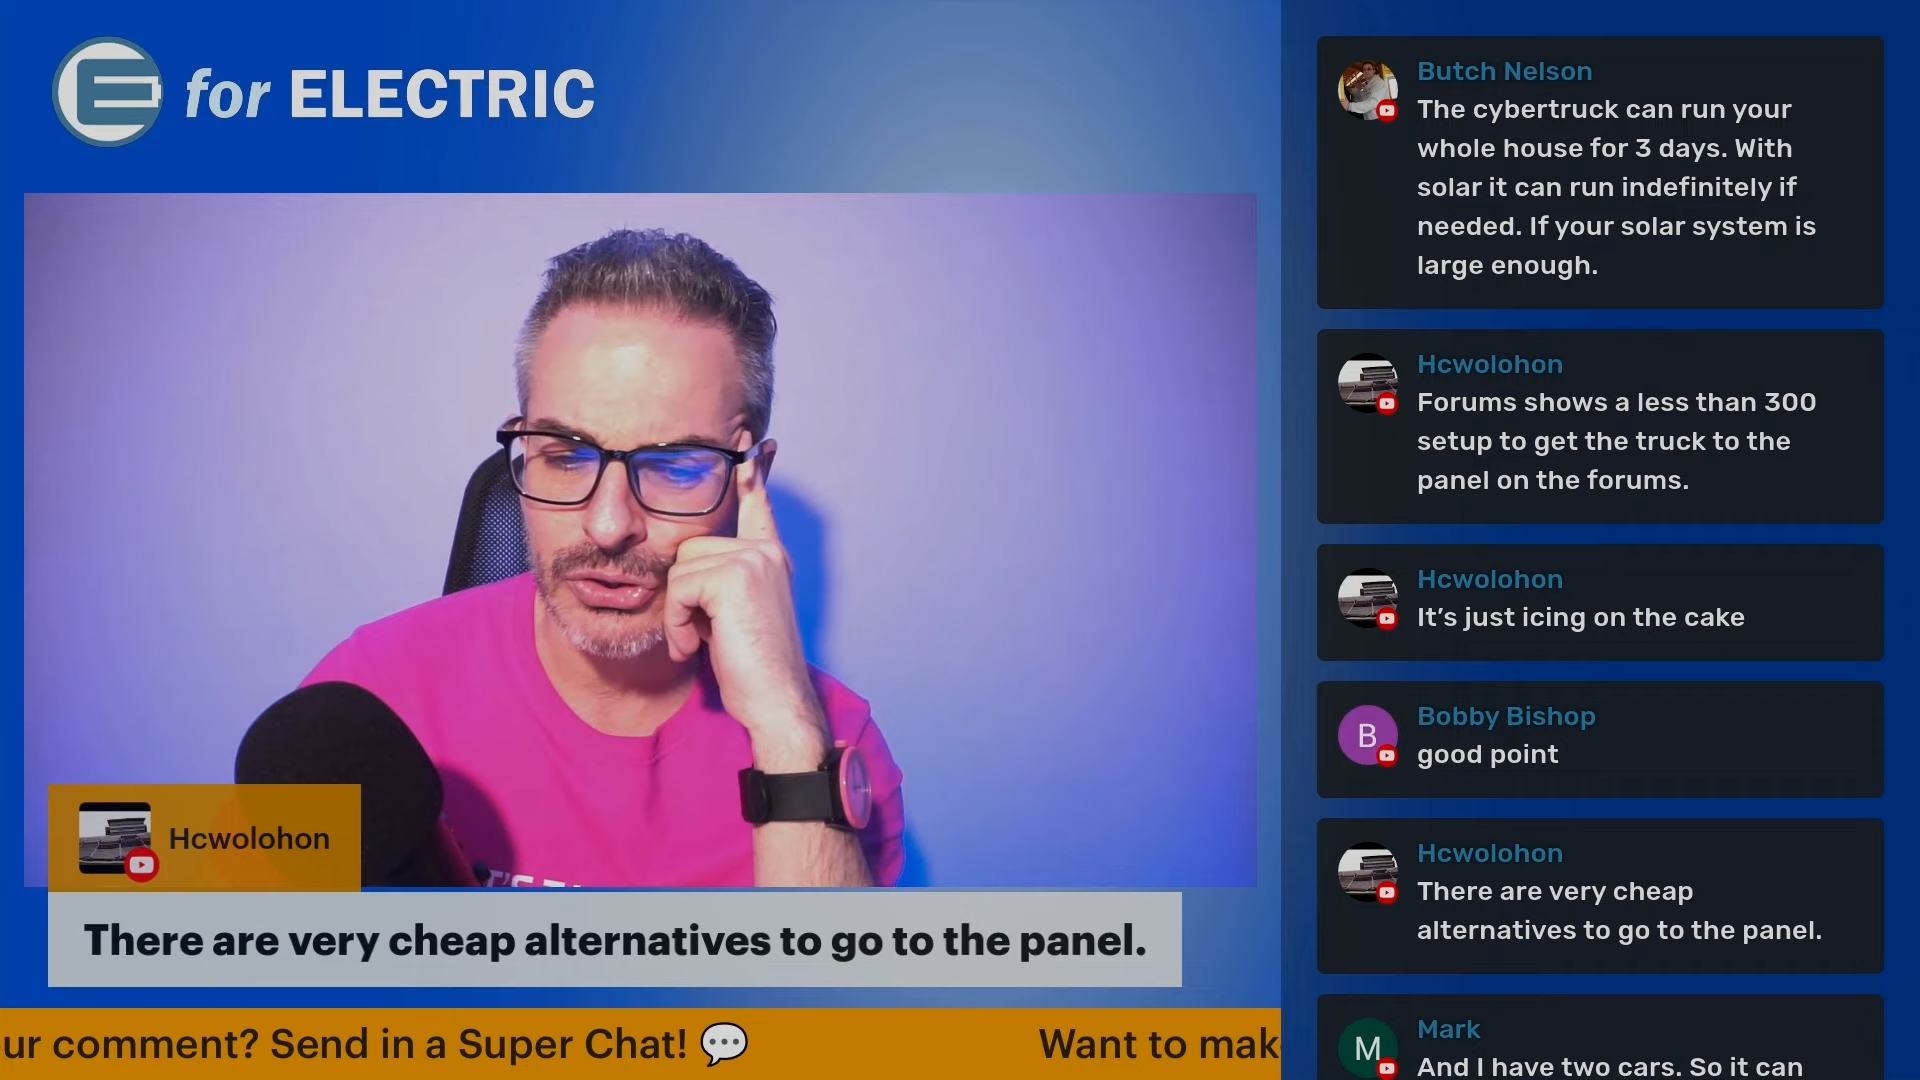 for ELECTRIC
Hcwolohon
There are very cheap alternatives to go to the panel.
ur comment? Send in a Super Chat! 💬
Want to mak
Butch Nelson
The cybertruck can run your
whole house for 3 days. With
solar it can run indefinitely if
needed. If your solar system is
large enough.
Hcwolohon
Forums shows a less than 300
setup to get the truck to the
panel on the forums.
Hcwolohon
It’s just icing on the cake
B
Bobby Bishop
good point
Hcwolohon
There are very cheap
alternatives to go to the panel.
M
Mark
And I have two cars. So it can